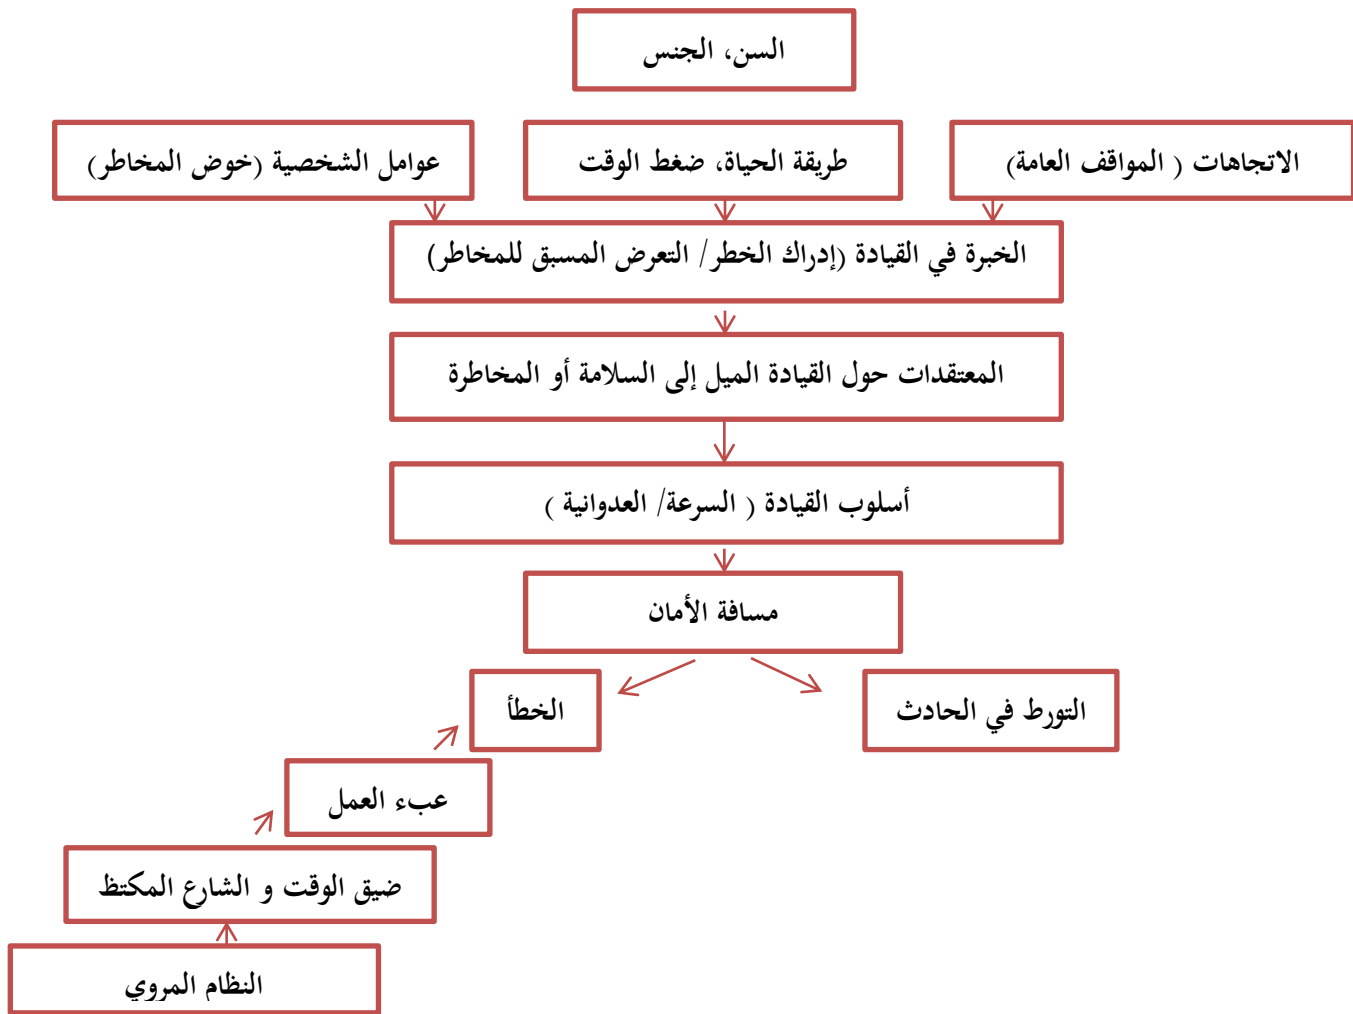 السن، الجنس
الاتجاهات ( المواقف العامة)
طريقة الحياة، ضغط الوقت
عوامل الشخصية (خوض المخاطر)
الخبرة في القيادة (إدراك الخطر/ التعرض المسبق للمخاطر)
المعتقدات حول القيادة الميل إلى السلامة أو المخاطرة
أسلوب القيادة ( السرعة/ العدوانية )
مسافة الأمان
التورط في الحادث
الخطأ
عبء العمل
ضيق الوقت و الشارع المكتظ
النظام المروي